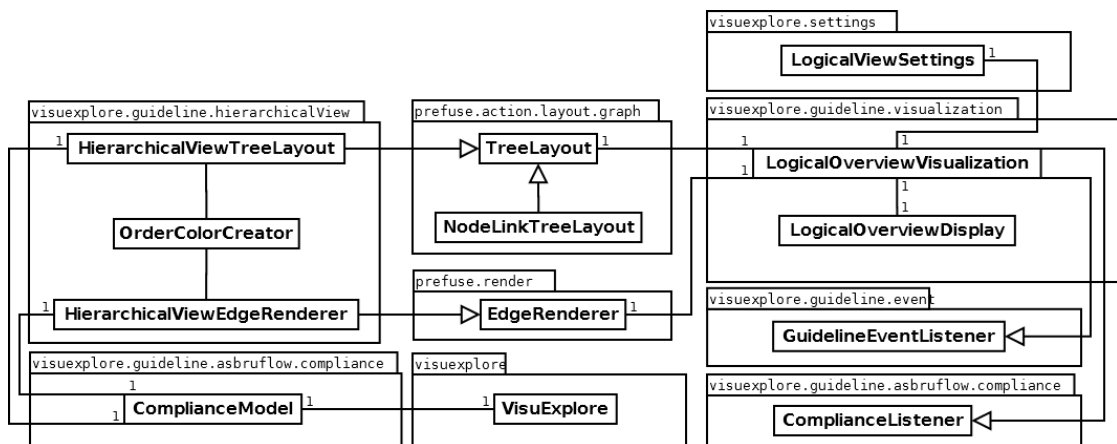 visuexplore.settings
LogicalViewSettings
1
visuexplore.guideline.hierarchicalView
1
HierarchicalViewTreeLayout
OrderColorCreator
1
HierarchicalViewEdgeRenderer
prefuse.action.layout.graph
TreeLayout
1
NodeLinkTreeLayout
prefuse.render
EdgeRenderer
1
visuexplore.guideline.visualization
1
1
LogicalOverviewVisualization
1
1
1
LogicalOverviewDisplay
visuexplore.guideline.event
GuidelineEventListener
visuexplore.guideline.asbruflow.compliance
1
ComplianceModel
1
1
visuexplore
1
VisuExplore
visuexplore.guideline.asbruflow.compliance
ComplianceListener